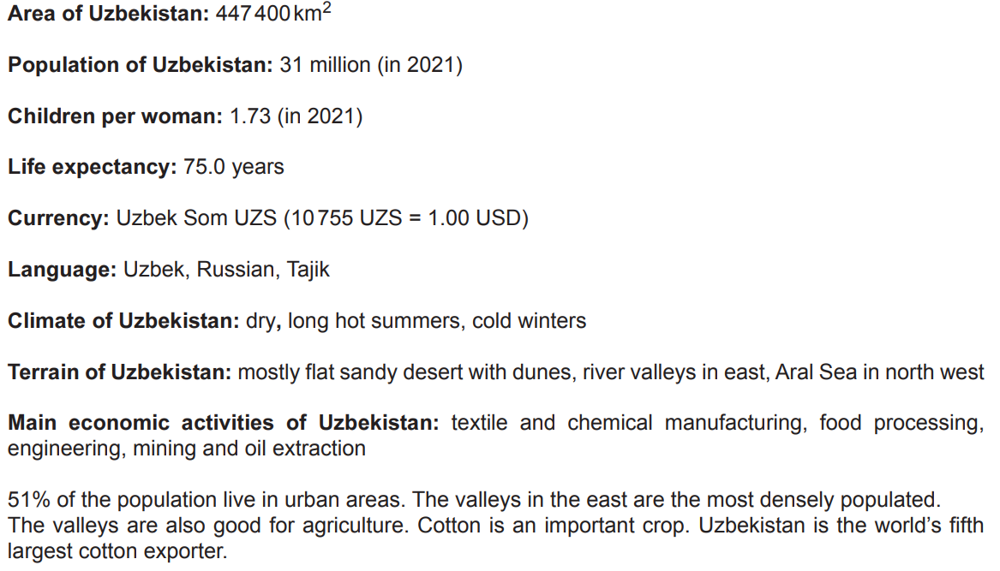 Area of Uzbekistan: 447 400 km²
Population of Uzbekistan: 31 million (in 2021)
Children per woman: 1.73 (in 2021)
Life expectancy: 75.0 years
Currency: Uzbek Som UZS (10 755 UZS = 1.00 USD)
Language: Uzbek, Russian, Tajik
Climate of Uzbekistan: dry, long hot summers, cold winters
Terrain of Uzbekistan: mostly flat sandy desert with dunes, river valleys in east, Aral Sea in north west
Main economic activities of Uzbekistan: textile and chemical manufacturing, food processing,
engineering, mining and oil extraction
51% of the population live in urban areas. The valleys in the east are the most densely populated.
The valleys are also good for agriculture. Cotton is an important crop. Uzbekistan is the world’s fifth
largest cotton exporter.